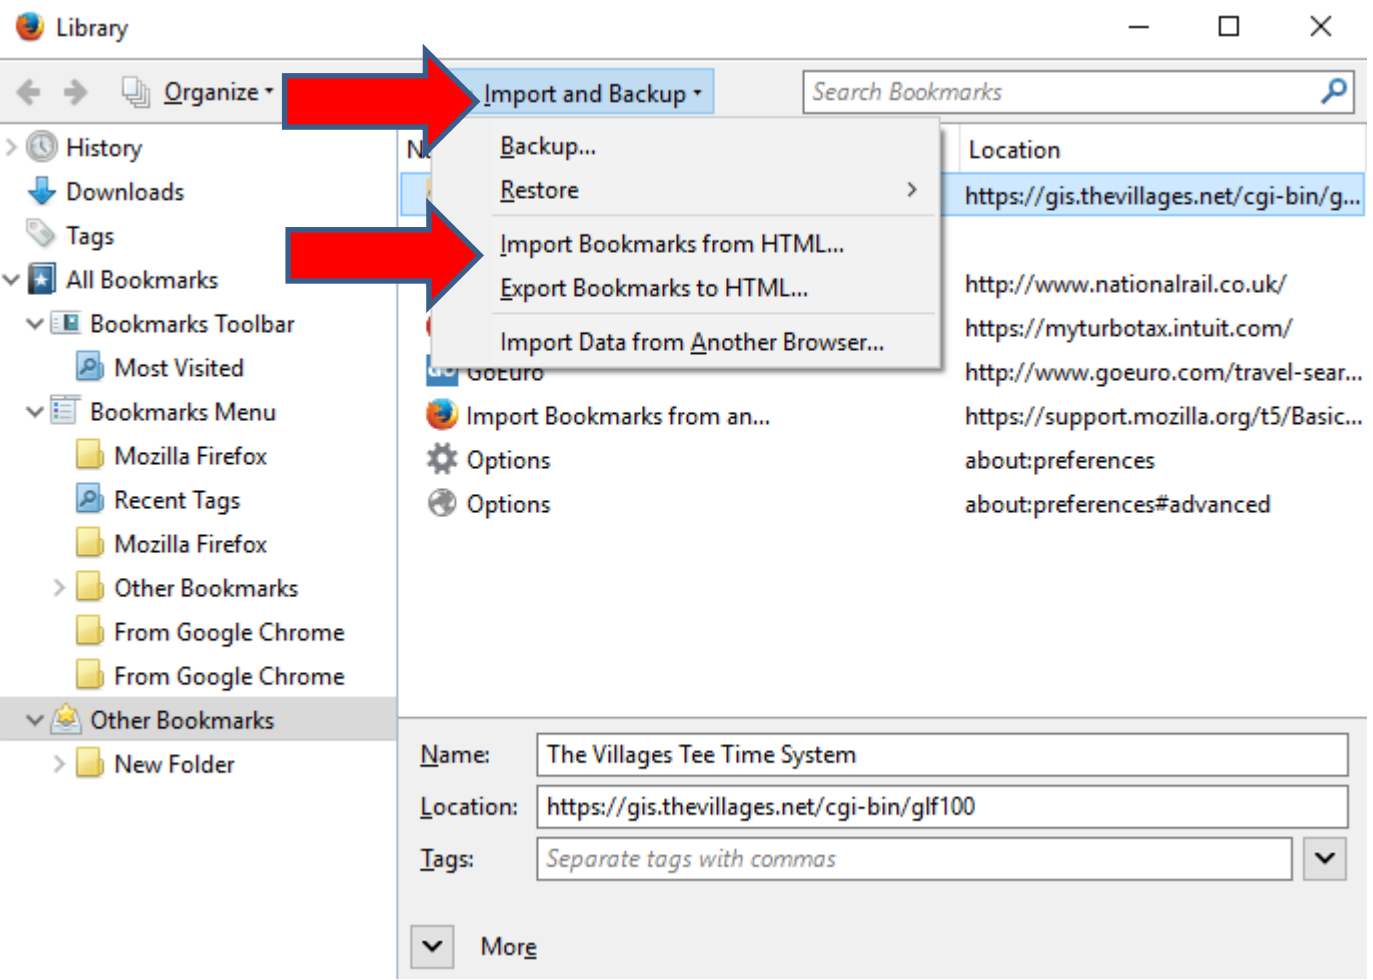 Library
Organize
Import and Backup
Search Bookmarks
History
Downloads
Tags
All Bookmarks
Bookmarks Toolbar
Most Visited
Bookmarks Menu
Mozilla Firefox
Recent Tags
Mozilla Firefox
Other Bookmarks
From Google Chrome
From Google Chrome
Other Bookmarks
New Folder
Backup...
Restore
Import Bookmarks from HTML...
Export Bookmarks to HTML...
Import Data from Another Browser...
Location
https://gis.thevillages.net/cgi-bin/g...
http://www.nationalrail.co.uk/
https://myturbotax.intuit.com/
GoEuro http://www.goeuro.com/travel-sear...
Import Bookmarks from an... https://support.mozilla.org/t5/Basic...
Options about:preferences
Options about:preferences#advanced
Name: The Villages Tee Time System
Location: https://gis.thevillages.net/cgi-bin/glf100
Tags: Separate tags with commas
More